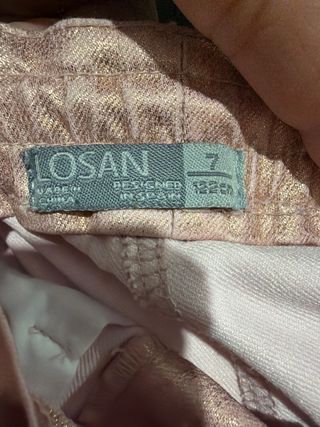 LOSAN
7
MADE IN
CHINA
DESIGNED
IN SPAIN
122cm